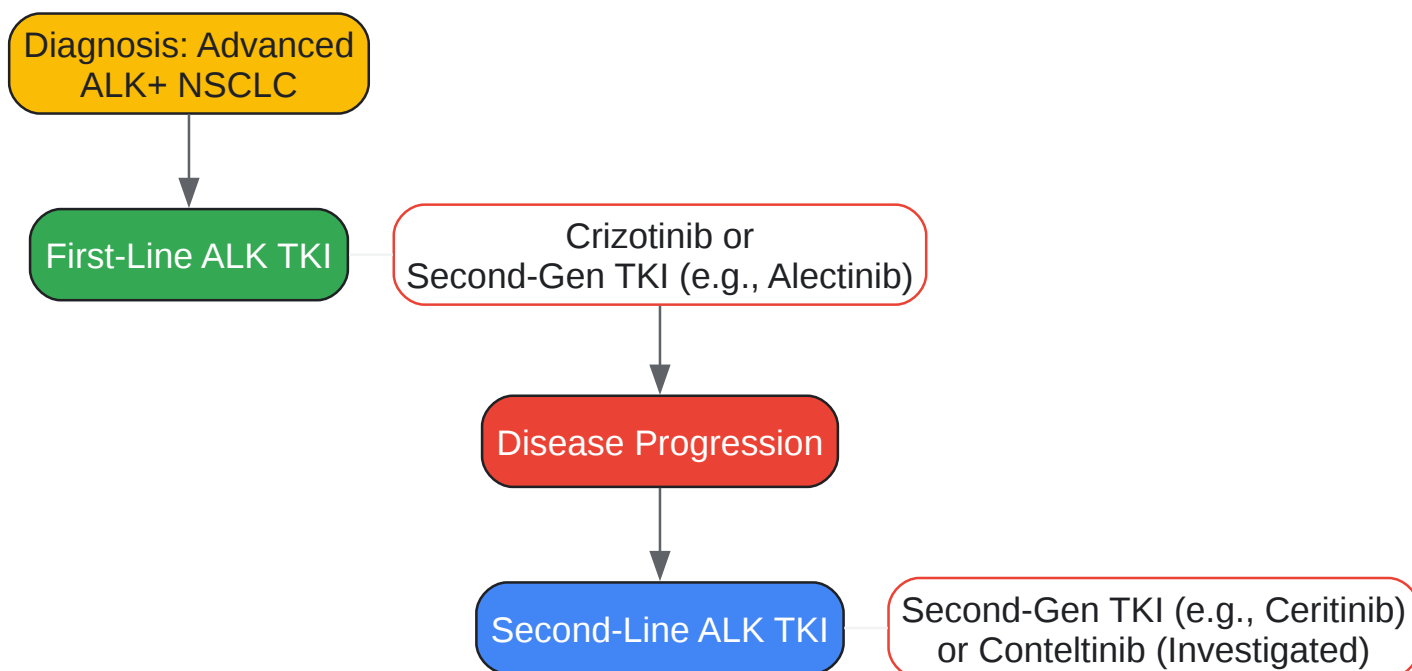 Diagnosis: Advanced
ALK+ NSCLC
First-Line ALK TKI
Crizotinib or
Second-Gen TKI (e.g., Alectinib)
Disease Progression
Second-Line ALK TKI
Second-Gen TKI (e.g., Ceritinib)
or Conteltinib (Investigated)